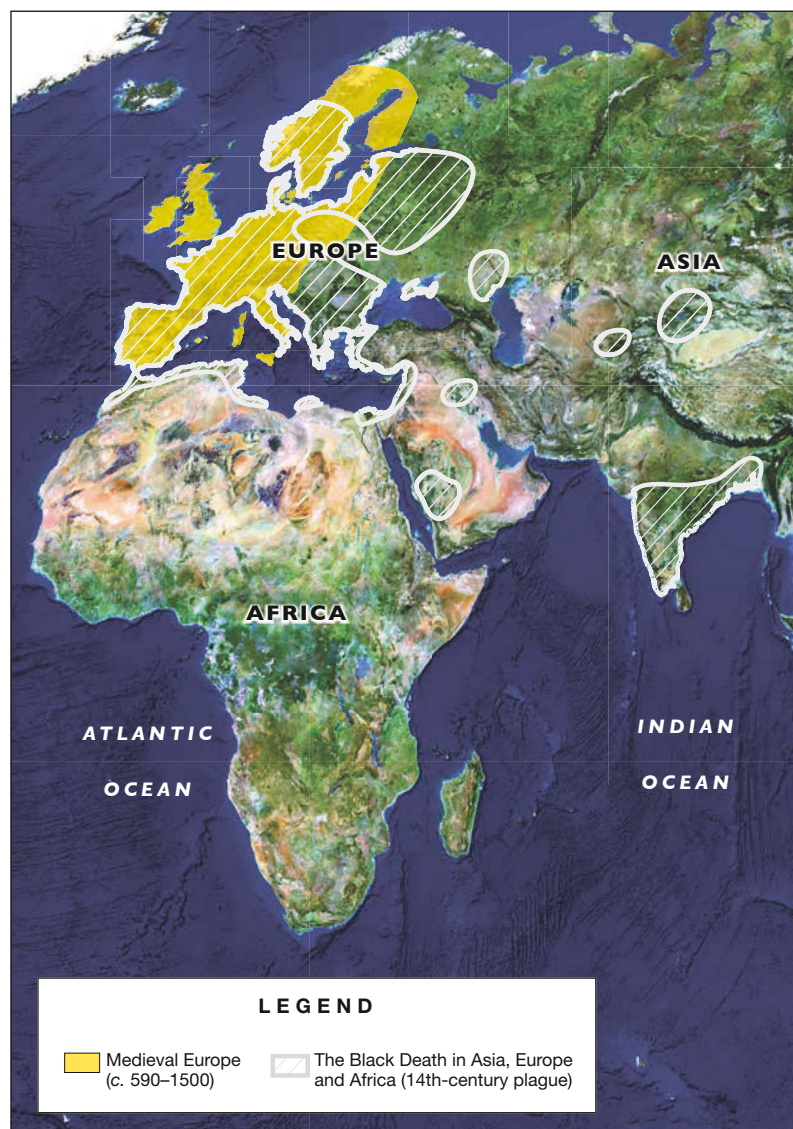 EUROPE
ASIA
AFRICA
ATLANTIC
OCEAN
INDIAN
OCEAN
LEGEND
Medieval Europe
(c. 590–1500)
The Black Death in Asia, Europe
and Africa (14th-century plague)